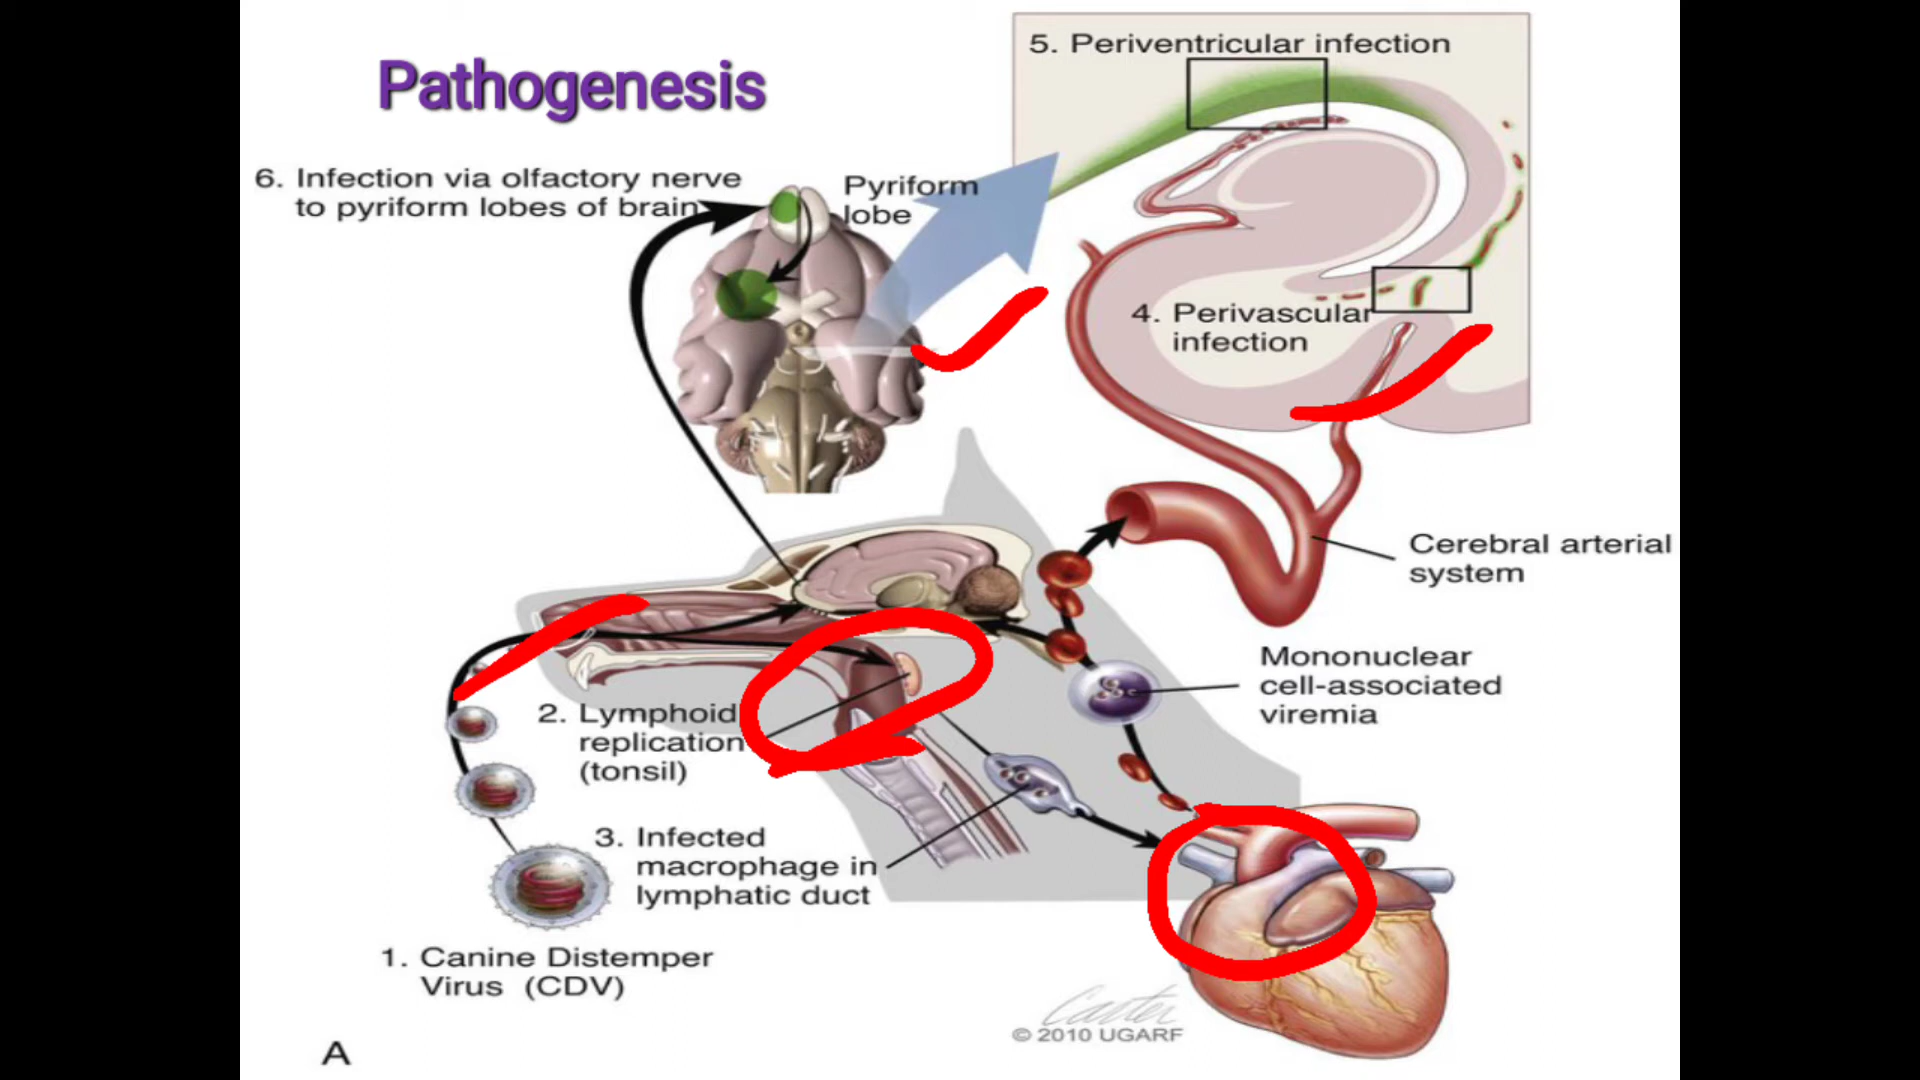 Pathogenesis
5. Periventricular infection
6. Infection via olfactory nerve
to pyriform lobes of brain
Pyriform
lobe
4. Perivascular
infection
Cerebral arterial
system
Mononuclear
cell-associated
viremia
2. Lymphoid
replication
(tonsil)
3. Infected
macrophage in
lymphatic duct
1. Canine Distemper
Virus (CDV)
Carter
© 2010 UGARF
A